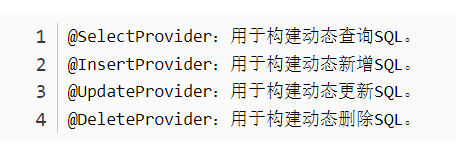 1 @SelectProvider：用于构建动态查询SQL。
2 @InsertProvider：用于构建动态新增SQL。
3 @UpdateProvider：用于构建动态更新SQL。
4 @DeleteProvider：用于构建动态删除SQL。